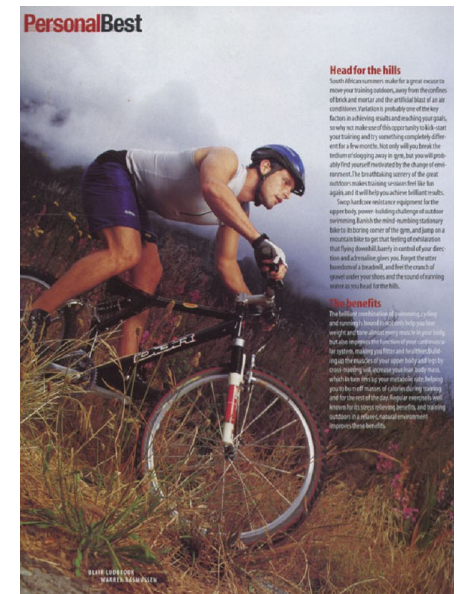 PersonalBest
Head for the hills
South African summers make for a great excuse to
move your training outdoors, away from the confines
of brick and mortar and the artificial blast of an air
conditioner. Variation is probably one of the key
factors in achieving results and reaching your goals,
so why not make use of this opportunity to kick-start
your training and try something completely differ-
ent for a few months. Not only will you break the
tedium of slogging away in gym, but you will prob-
ably find yourself motivated by the change of envi-
ronment. The breathtaking scenery of the great
outdoors makes training sessions feel like fun
again, and it will help you achieve brilliant results.
Swap hardcore resistance equipment for the
upper body, power-building challenge of outdoor
swimming. Banish the mind-numbing stationary
bike to its boring corner of the gym, and jump on a
mountain bike to get that feeling of exhilaration
that flying downhill, barely in control of your direc-
tion and adrenaline, gives you. Forget the utter
boredom of a treadmill, and feel the crunch of
gravel under your shoes and the sound of running
water as you head for the hills.
The benefits
The brilliant combination of swimming, cycling
and running is bound to not only help you lose
weight and tone almost every muscle in your body,
but also improves the function of your cardiovascu-
lar system, making you fitter and healthier. Build-
ing up the muscles of your upper body
cross-training will increase your lean body mass,
which in turn fires up your metabolic rate, helping
you to burn off masses of calories during training
and for the rest of the day. Regular exercise is well
known for its stress relieving benefits, and training
outdoors in a relaxed, natural environment
improves these benefits.